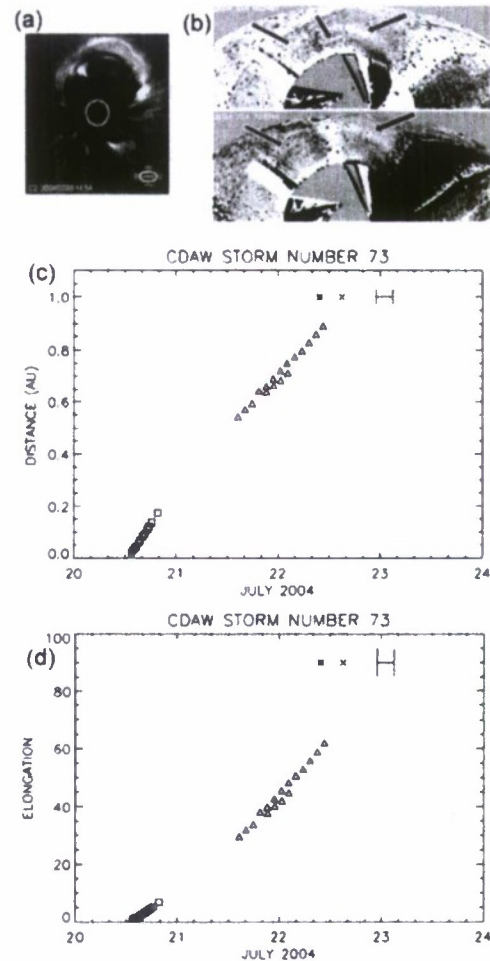 (a)
(b)
(c)
CDAW STORM NUMBER 73
DISTANCE (AU)
1.0
0.8
0.6
0.4
0.2
0.0
20
21
22
23
24
JULY 2004
(d)
CDAW STORM NUMBER 73
ELONGATION
100
80
60
40
20
0
20
21
22
23
24
JULY 2004